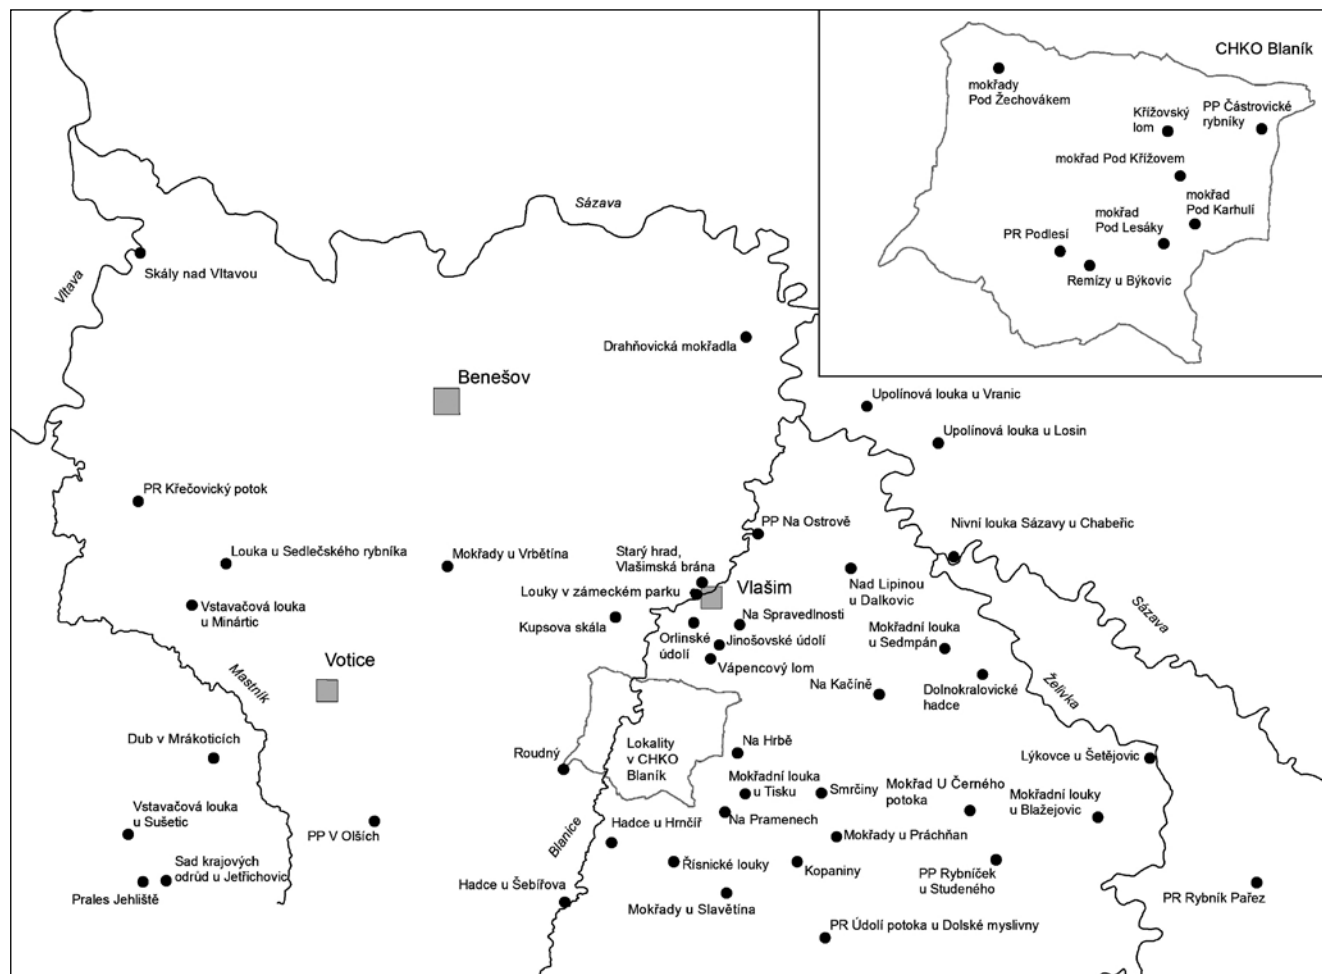 CHKO Blaník
mokřady
Pod Žechovákem
Křížovský
lom
PP Částrovické
rybníky
mokřad Pod Křížovem
mokřad
Pod Karhulí
mokřad
Pod Lesáky
PR Podlesí
Remízy u Býkovic
Sázava
Vltava
Skály nad Vltavou
Drahňovická mokřadla
Benešov
Upolínová louka u Vranic
Upolínová louka u Losin
PR Křečovický potok
PP Na Ostrově
Nivní louka Sázavy u Chabeřic
Louka u Sedlečského rybníka
Mokřady u Vrbětína
Starý hrad,
Vlašimská brána
Vlašim
Louky v zámeckém parku
Nad Lipinou
u Dalkovic
Vstavačová louka
u Minártic
Kupsova skála
Na Spravedlnosti
Orlinské
údolí
Jinošovské údolí
Vápencový lom
Mokřadní louka
u Sedmpán
Sázava
Votice
Mastník
Na Kačíně
Dolnokralovické
hadce
Želivka
Dub v Mrákoticích
Roudný
Lokality
v CHKO
Blaník
Na Hrbě
Lýkovce u Šetějovic
Mokřadní louka
u Tisku
Smrčiny
Mokřad U Černého
potoka
Mokřadní louky
u Blažejovic
Vstavačová louka
u Sušetic
PP V Olších
Blanice
Hadce u Hrnčíř
Na Pramenech
Mokřady u Práchňan
Sad krajových
odrůd u Jetřichovic
Prales Jehliště
Hadce u Šebířova
Řísnické louky
Kopaniny
PP Rybníček
u Studeného
PR Rybník Pařez
Mokřady u Slavětína
PR Údolí potoka u Dolské myslivny